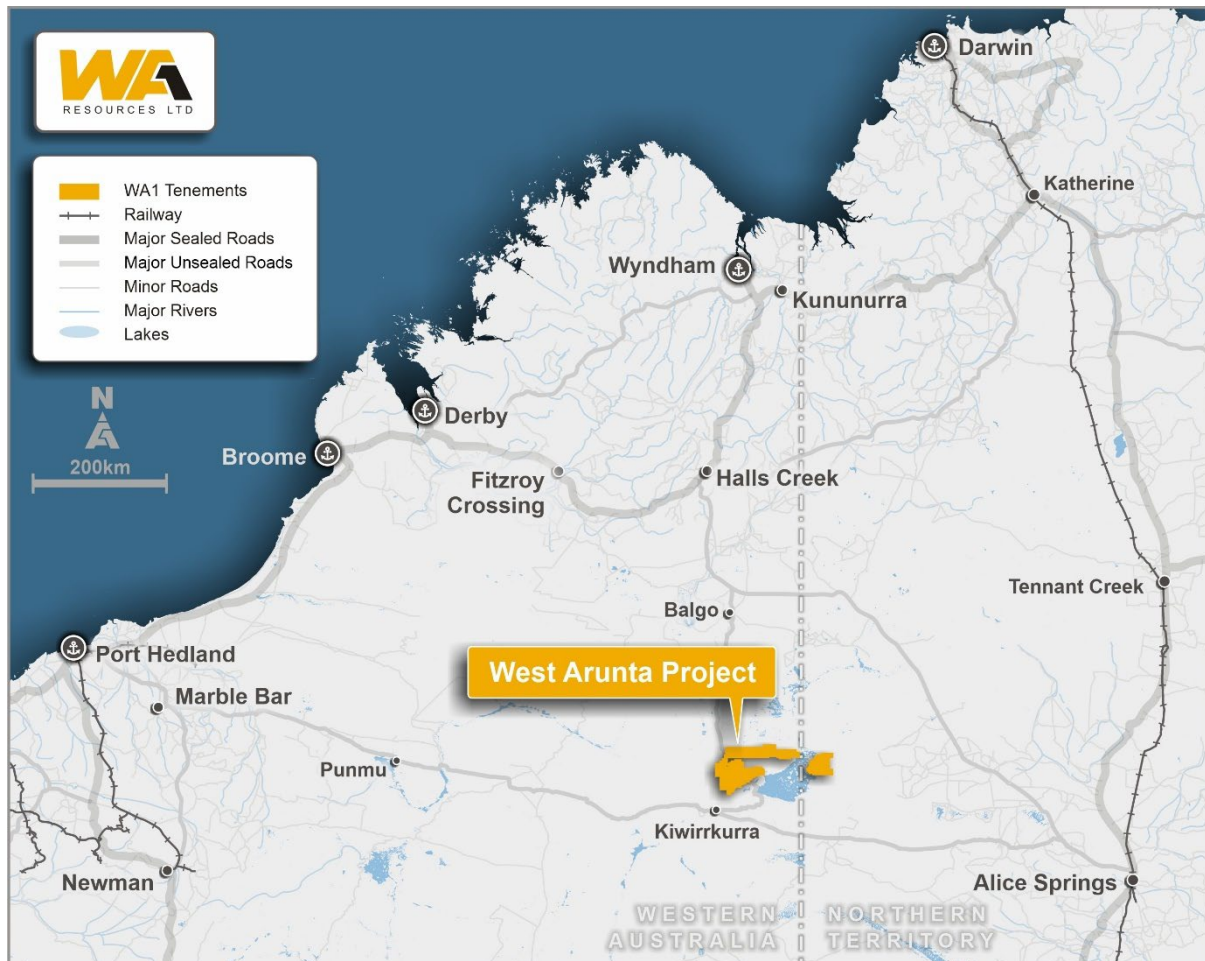 WA1
RESOURCES LTD
WA1 Tenements
Railway
Major Sealed Roads
Major Unsealed Roads
Minor Roads
Major Rivers
Lakes
N
200km
Darwin
Katherine
Wyndham
Kununurra
Derby
Broome
Fitzroy
Crossing
Halls Creek
Tennant Creek
Balgo
Port Hedland
West Arunta Project
Marble Bar
Punmu
Kiwirrkurra
Newman
Alice Springs
WESTERN
AUSTRALIA
NORTHERN
TERRITORY